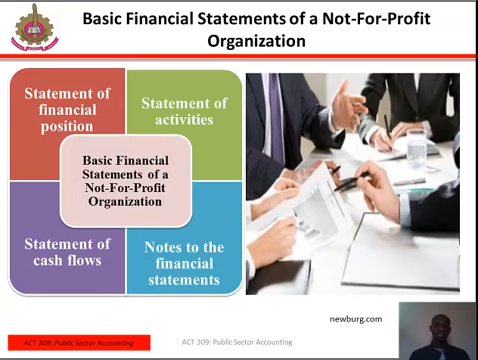 Basic Financial Statements of a Not-For-Profit
Organization
Statement of
financial
position
Statement of
activities
Basic Financial
Statements of a
Not-For-Profit
Organization
Statement of
cash flows
Notes to the
financial
statements
newburg.com
ACT 309: Public Sector Accounting
ACT 309: Public Sector Accounting